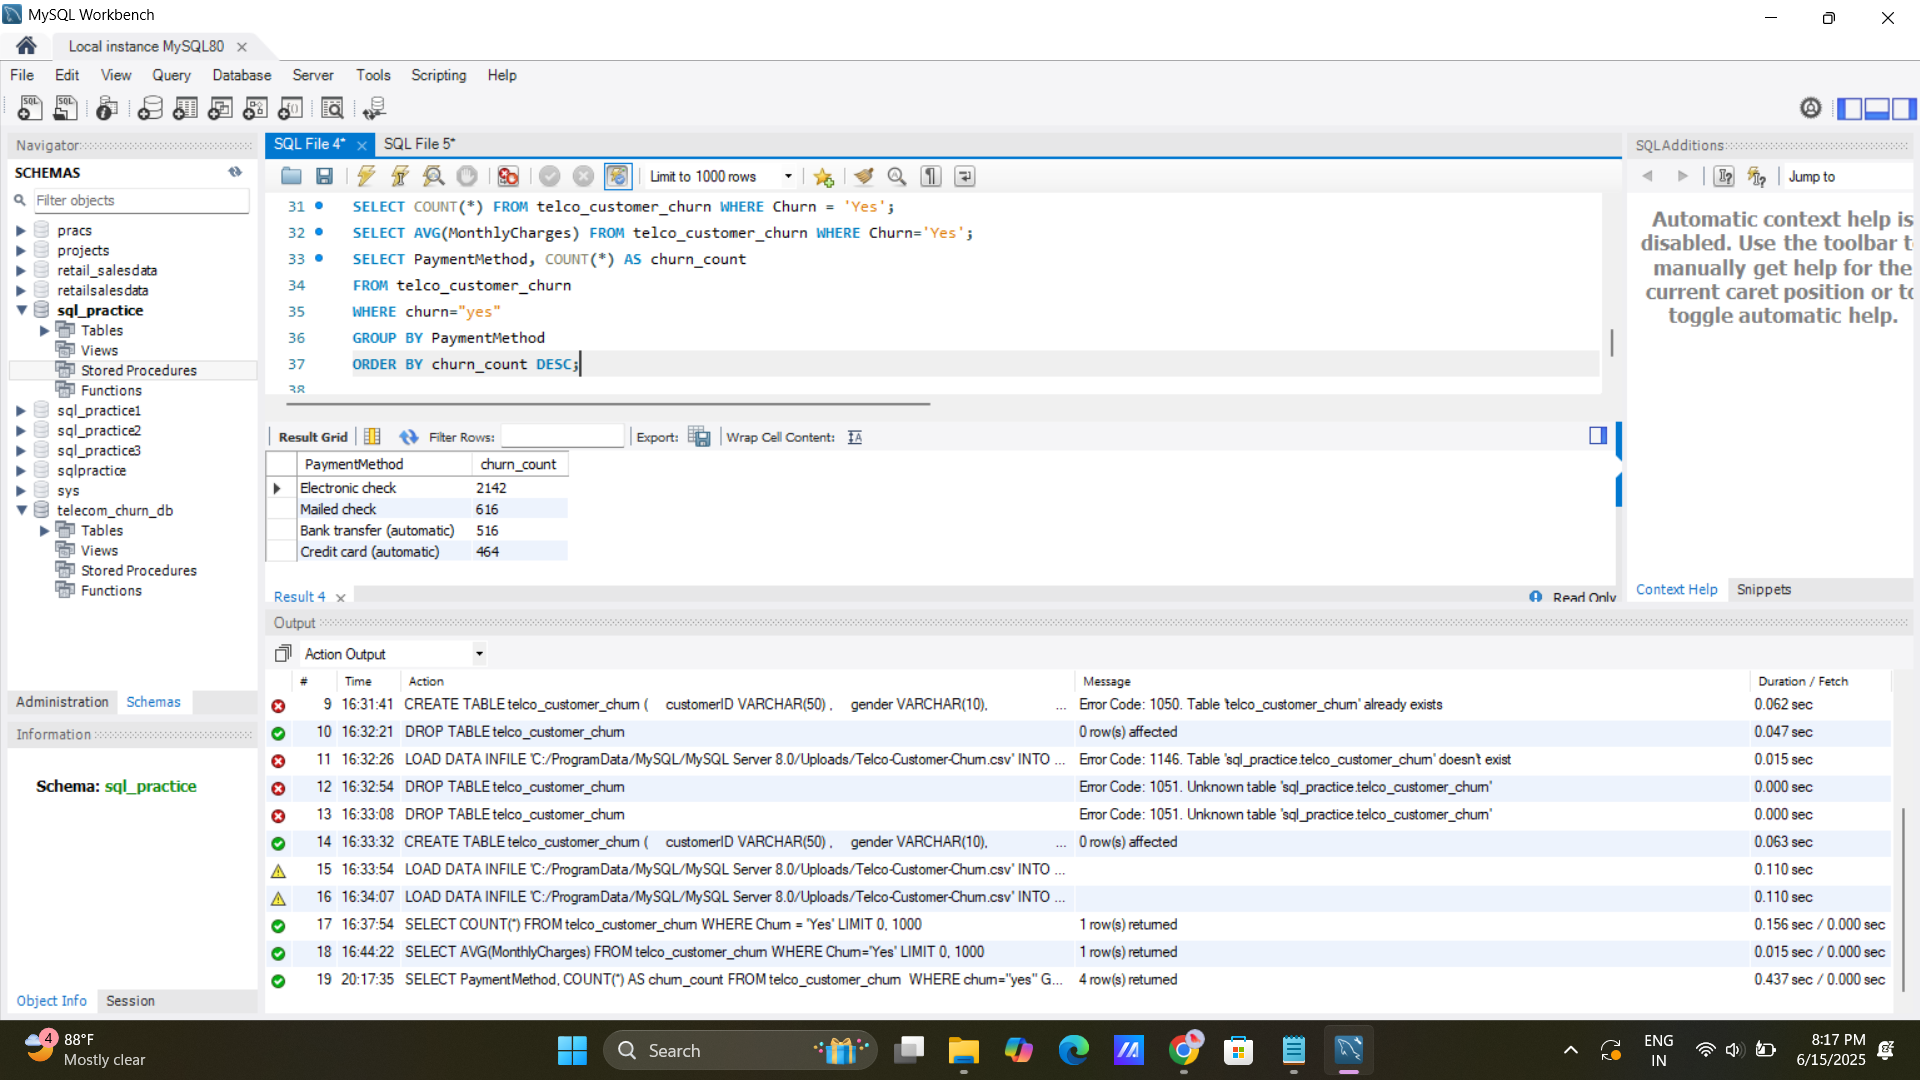 MySQL Workbench
Local instance MySQL80
File Edit View Query Database Server Tools Scripting Help
Navigator
SCHEMAS
Filter objects
pracs
projects
retail_salesdata
retailsalesdata
sql_practice
Tables
Views
Stored Procedures
Functions
sql_practice1
sql_practice2
sql_practice3
sqlpractice
sys
telecom_churn_db
Tables
Views
Stored Procedures
Functions
Administration Schemas
Information
Schema: sql_practice
Object Info Session
SQL File 4* SQL File 5*
Limit to 1000 rows
31 SELECT COUNT(*) FROM telco_customer_churn WHERE Churn = 'Yes';
32 SELECT AVG(MonthlyCharges) FROM telco_customer_churn WHERE Churn='Yes';
33 SELECT PaymentMethod, COUNT(*) AS churn_count
34 FROM telco_customer_churn
35 WHERE churn="yes"
36 GROUP BY PaymentMethod
37 ORDER BY churn_count DESC;
38
Result Grid Filter Rows: Export: Wrap Cell Content:
PaymentMethod churn_count
Electronic check 2142
Mailed check 616
Bank transfer (automatic) 516
Credit card (automatic) 464
Result 4 Read Only
SQLAdditions
Jump to
Automatic context help is
disabled. Use the toolbar t
manually get help for the
current caret position or to
toggle automatic help.
Context Help Snippets
Output
Action Output
# Time Action Message Duration / Fetch
9 16:31:41 CREATE TABLE telco_customer_churn ( customerID VARCHAR(50) , gender VARCHAR(10), ... Error Code: 1050. Table 'telco_customer_churn' already exists 0.062 sec
10 16:32:21 DROP TABLE telco_customer_churn 0 row(s) affected 0.047 sec
11 16:32:26 LOAD DATA INFILE 'C:/ProgramData/MySQL/MySQL Server 8.0/Uploads/Telco-Customer-Churn.csv' INTO ... Error Code: 1146. Table 'sql_practice.telco_customer_churn' doesn't exist 0.015 sec
12 16:32:54 DROP TABLE telco_customer_churn Error Code: 1051. Unknown table 'sql_practice.telco_customer_churn' 0.000 sec
13 16:33:08 DROP TABLE telco_customer_churn Error Code: 1051. Unknown table 'sql_practice.telco_customer_churn' 0.000 sec
14 16:33:32 CREATE TABLE telco_customer_churn ( customerID VARCHAR(50) , gender VARCHAR(10), ... 0 row(s) affected 0.063 sec
15 16:33:54 LOAD DATA INFILE 'C:/ProgramData/MySQL/MySQL Server 8.0/Uploads/Telco-Customer-Churn.csv' INTO ... 0.110 sec
16 16:34:07 LOAD DATA INFILE 'C:/ProgramData/MySQL/MySQL Server 8.0/Uploads/Telco-Customer-Churn.csv' INTO ... 0.110 sec
17 16:37:54 SELECT COUNT(*) FROM telco_customer_churn WHERE Churn = 'Yes' LIMIT 0, 1000 1 row(s) returned 0.156 sec / 0.000 sec
18 16:44:22 SELECT AVG(MonthlyCharges) FROM telco_customer_churn WHERE Churn='Yes' LIMIT 0, 1000 1 row(s) returned 0.015 sec / 0.000 sec
19 20:17:35 SELECT PaymentMethod, COUNT(*) AS churn_count FROM telco_customer_churn WHERE churn="yes" G... 4 row(s) returned 0.437 sec / 0.000 sec
4 88°F
Mostly clear
Search
ENG
IN
8:17 PM
6/15/2025